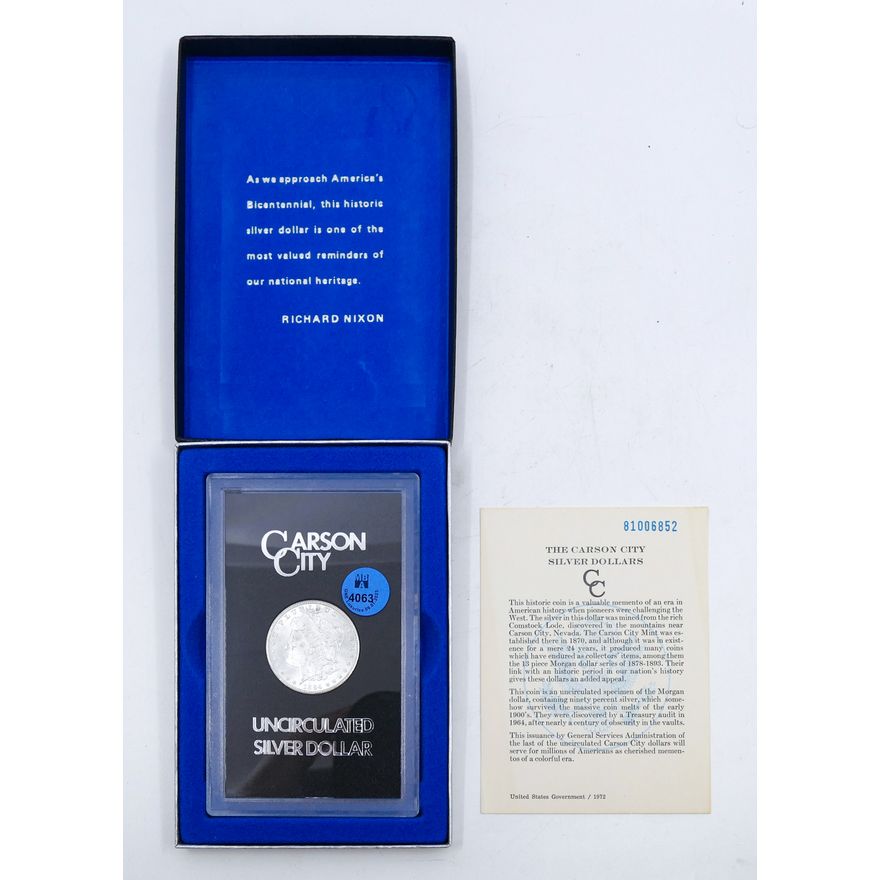 As we approach America's
Bicentennial, this historic
silver dollar is one of the
most valued reminders of
our national heritage.
RICHARD NIXON
CARSON
CITY
4063
UNCIRCULATED
SILVER DOLLAR
81006852
THE CARSON CITY
SILVER DOLLARS
CC
This historic coin is a valuable memento of an era in
American history when pioneers were challenging the
West. The silver in this dollar was mined from the rich
Comstock Lode, discovered in the mountains near
Carson City, Nevada. The Carson City Mint was es-
tablished there in 1870, and although it was in exist-
ence for a mere 24 years, it produced many coins
which have endured as collectors' items, among them
the 13 piece Morgan dollar series of 1878-1893. Their
link with an historic period in our nation's history
gives these dollars an added appeal.
This coin is an uncirculated specimen of the Morgan
dollar, containing ninety percent silver, which some-
how survived the massive coin melts of the early
1900's. They were discovered by a Treasury audit in
1964, after nearly a century of obscurity in the vaults.
This issuance by General Services Administration of
the last of the uncirculated Carson City dollars will
serve for millions of Americans as cherished memen-
tos of a colorful era.
United States Government / 1972